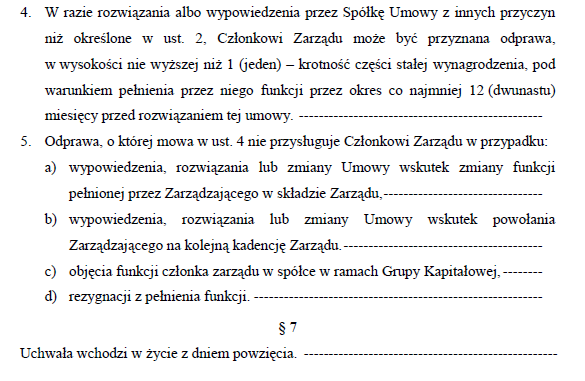 4. W razie rozwiązania albo wypowiedzenia przez Spółkę Umowy z innych przyczyn
niż określone w ust. 2, Członkowi Zarządu może być przyznana odprawa,
w wysokości nie wyższej niż 1 (jeden) – krotność części stałej wynagrodzenia, pod
warunkiem pełnienia przez niego funkcji przez okres co najmniej 12 (dwunastu)
miesięcy przed rozwiązaniem tej umowy. -------------------------------------------------
5. Odprawa, o której mowa w ust. 4 nie przysługuje Członkowi Zarządu w przypadku:
a) wypowiedzenia, rozwiązania lub zmiany Umowy wskutek zmiany funkcji
pełnionej przez Zarządzającego w składzie Zarządu,--------------------------------
b) wypowiedzenia, rozwiązania lub zmiany Umowy wskutek powołania
Zarządzającego na kolejną kadencję Zarządu.----------------------------------------
c) objęcia funkcji członka zarządu w spółce w ramach Grupy Kapitałowej, --------
d) rezygnacji z pełnienia funkcji. ----------------------------------------------------------
§ 7
Uchwała wchodzi w życie z dniem powzięcia. ---------------------------------------------------